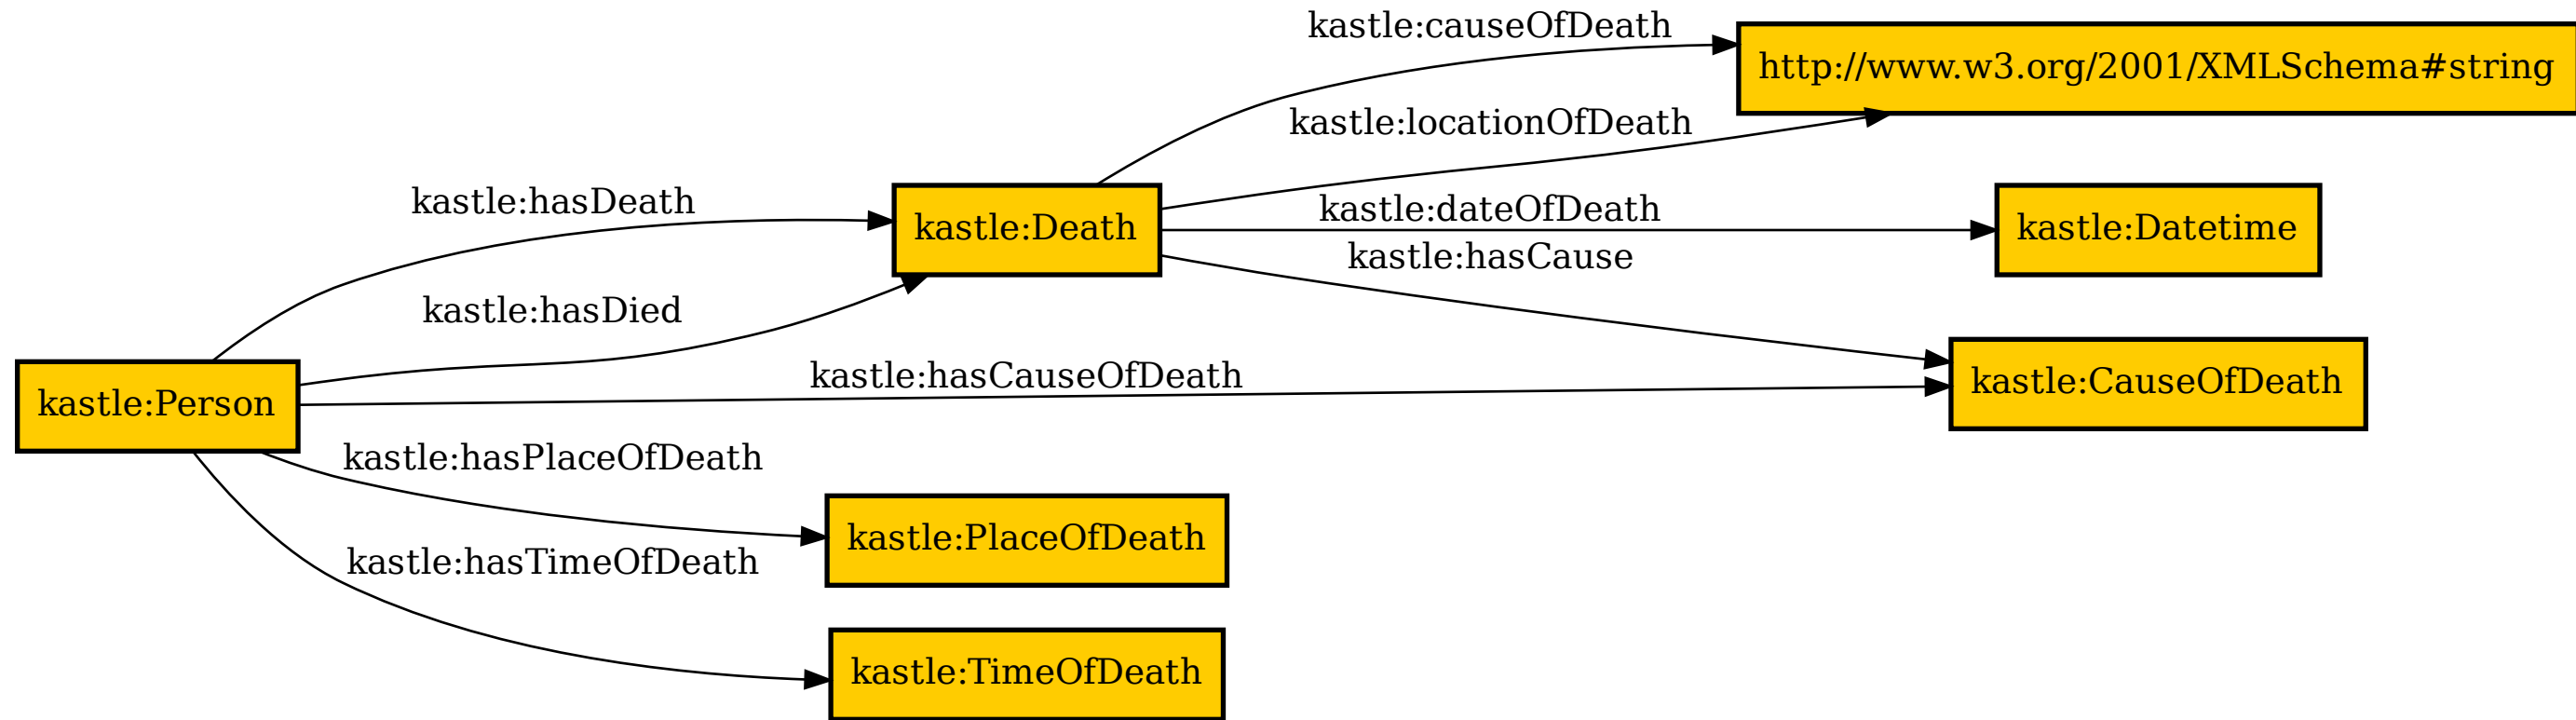 kastle:causeOfDeath
http://www.w3.org/2001/XMLSchema#string
kastle:locationOfDeath
kastle:hasDeath
kastle:Death
kastle:dateOfDeath
kastle:Datetime
kastle:hasCause
kastle:hasDied
kastle:hasCauseOfDeath
kastle:CauseOfDeath
kastle:Person
kastle:hasPlaceOfDeath
kastle:PlaceOfDeath
kastle:hasTimeOfDeath
kastle:TimeOfDeath